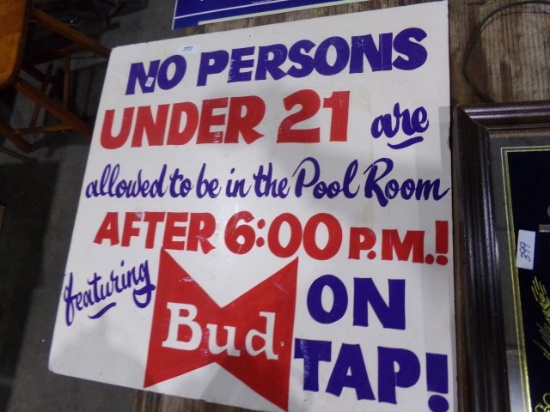 NO PERSONS
UNDER 21 are
allowed to be in the Pool Room
AFTER 6:00 P.M.!
featuring Bud ON TAP!
399